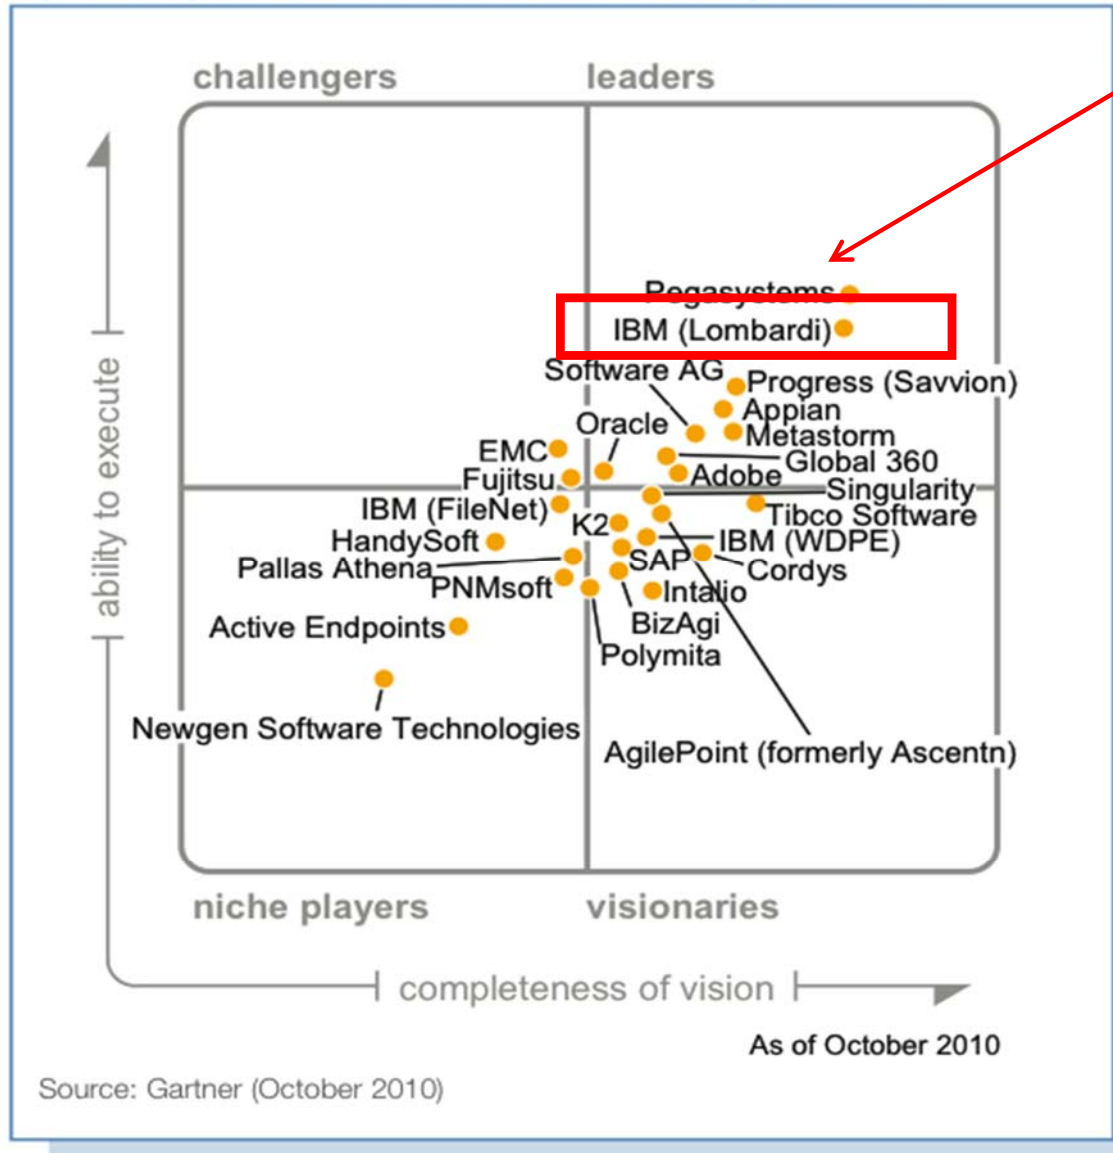 challengers
leaders
ability to execute
Pegasystems
IBM (Lombardi)
Software AG
Progress (Savvion)
Appian
Oracle
Metastorm
EMC
Global 360
Fujitsu
Adobe
Singularity
IBM (FileNet)
Tibco Software
K2
HandySoft
IBM (WDPE)
Pallas Athena
SAP
Cordys
PNMsoft
Intalio
BizAgi
Active Endpoints
Polymita
Newgen Software Technologies
AgilePoint (formerly Ascentn)
niche players
visionaries
completeness of vision
As of October 2010
Source: Gartner (October 2010)